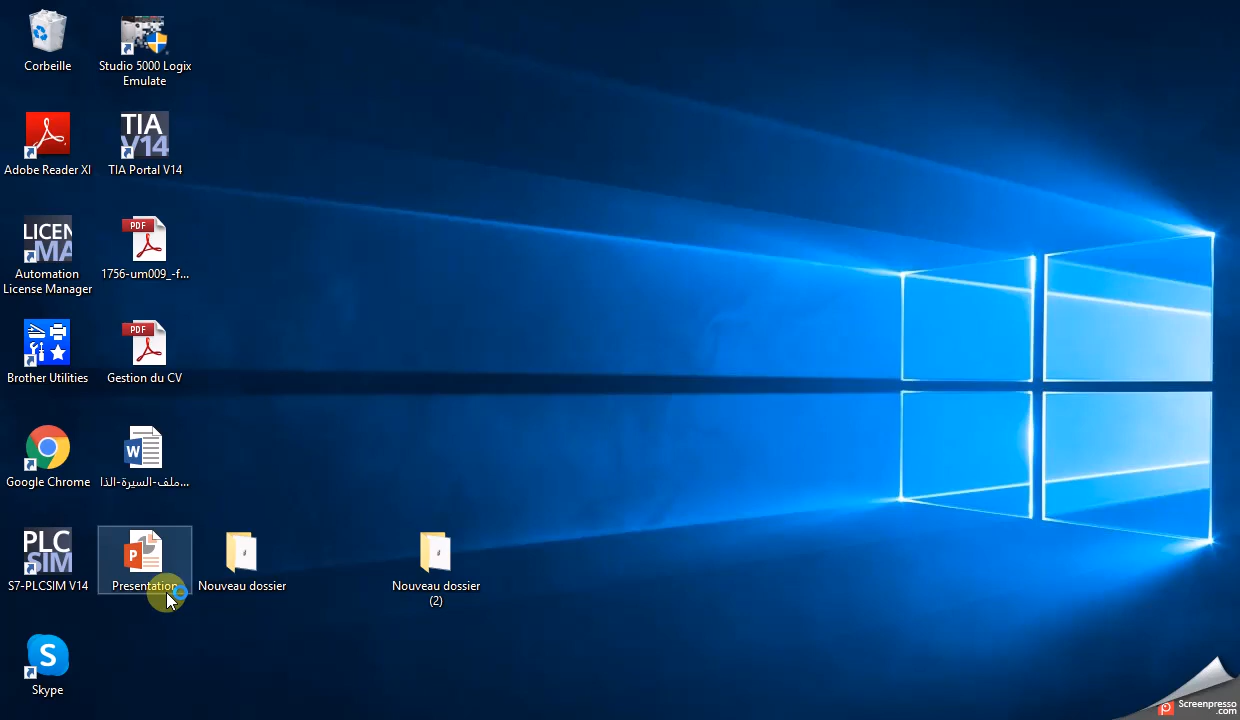 Corbeille
Studio 5000 Logix
Emulate
Adobe Reader XI
TIA
V14
TIA Portal V14
LICEN
MA
Automation
License Manager
PDF
1756-um009_-f...
Brother Utilities
PDF
Gestion du CV
Google Chrome
W
ملف-السيرة-الذا...
PLC
SIM
S7-PLCSIM V14
P
Presentation
Nouveau dossier
Nouveau dossier
(2)
S
Skype
Screenpresso
.com